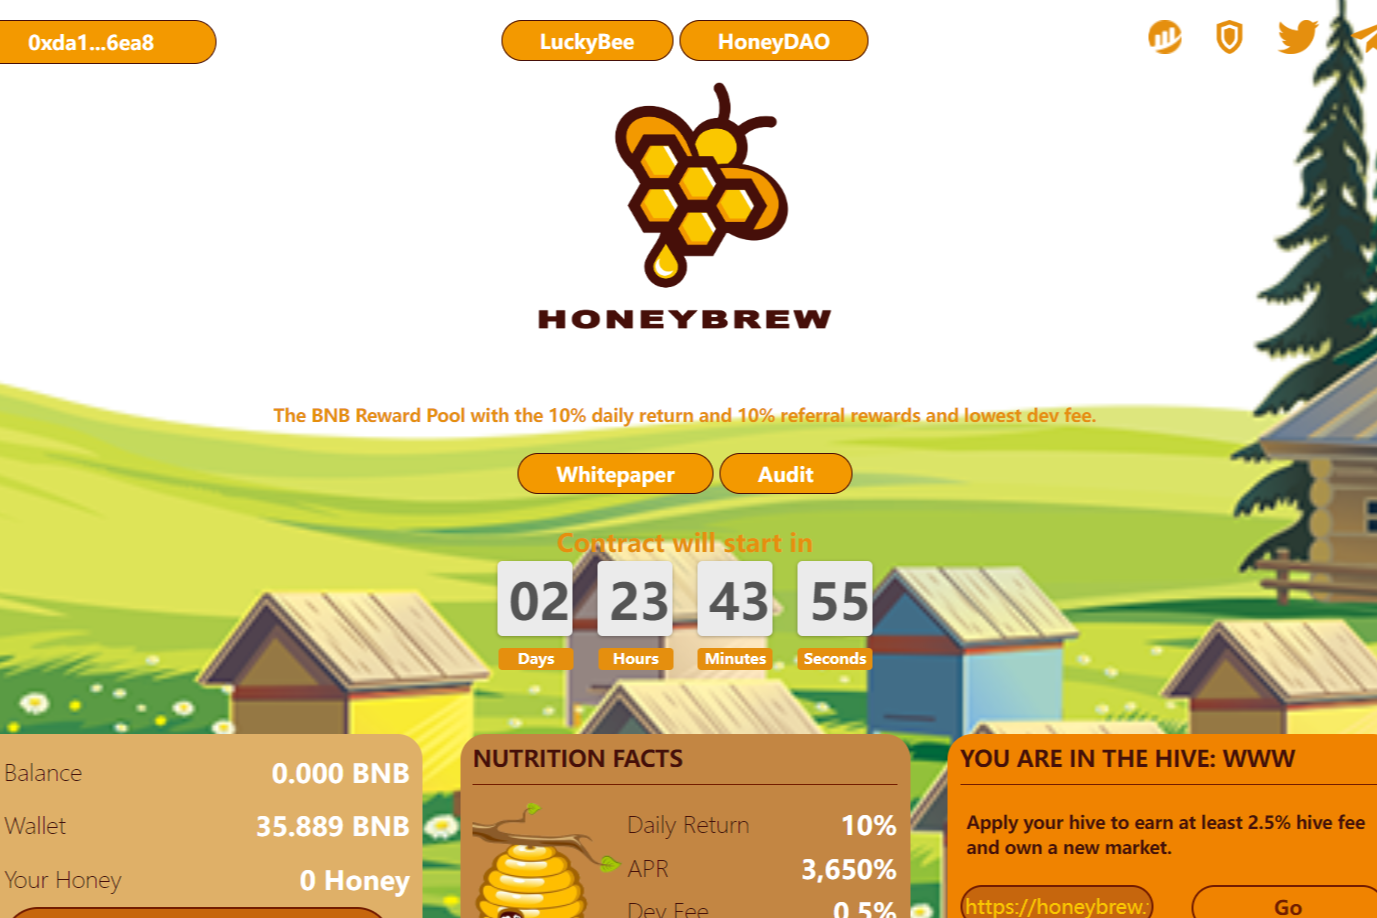 0xda1...6ea8
LuckyBee
HoneyDAO
HONEYBREW
The BNB Reward Pool with the 10% daily return and 10% referral rewards and lowest dev fee.
Whitepaper
Audit
Contract will start in
02 23 43 55
Days Hours Minutes Seconds
Balance 0.000 BNB
Wallet 35.889 BNB
Your Honey 0 Honey
NUTRITION FACTS
Daily Return 10%
APR 3,650%
Dev Fee 0.5%
YOU ARE IN THE HIVE: WWW
Apply your hive to earn at least 2.5% hive fee
and own a new market.
https://honeybrew.
Go